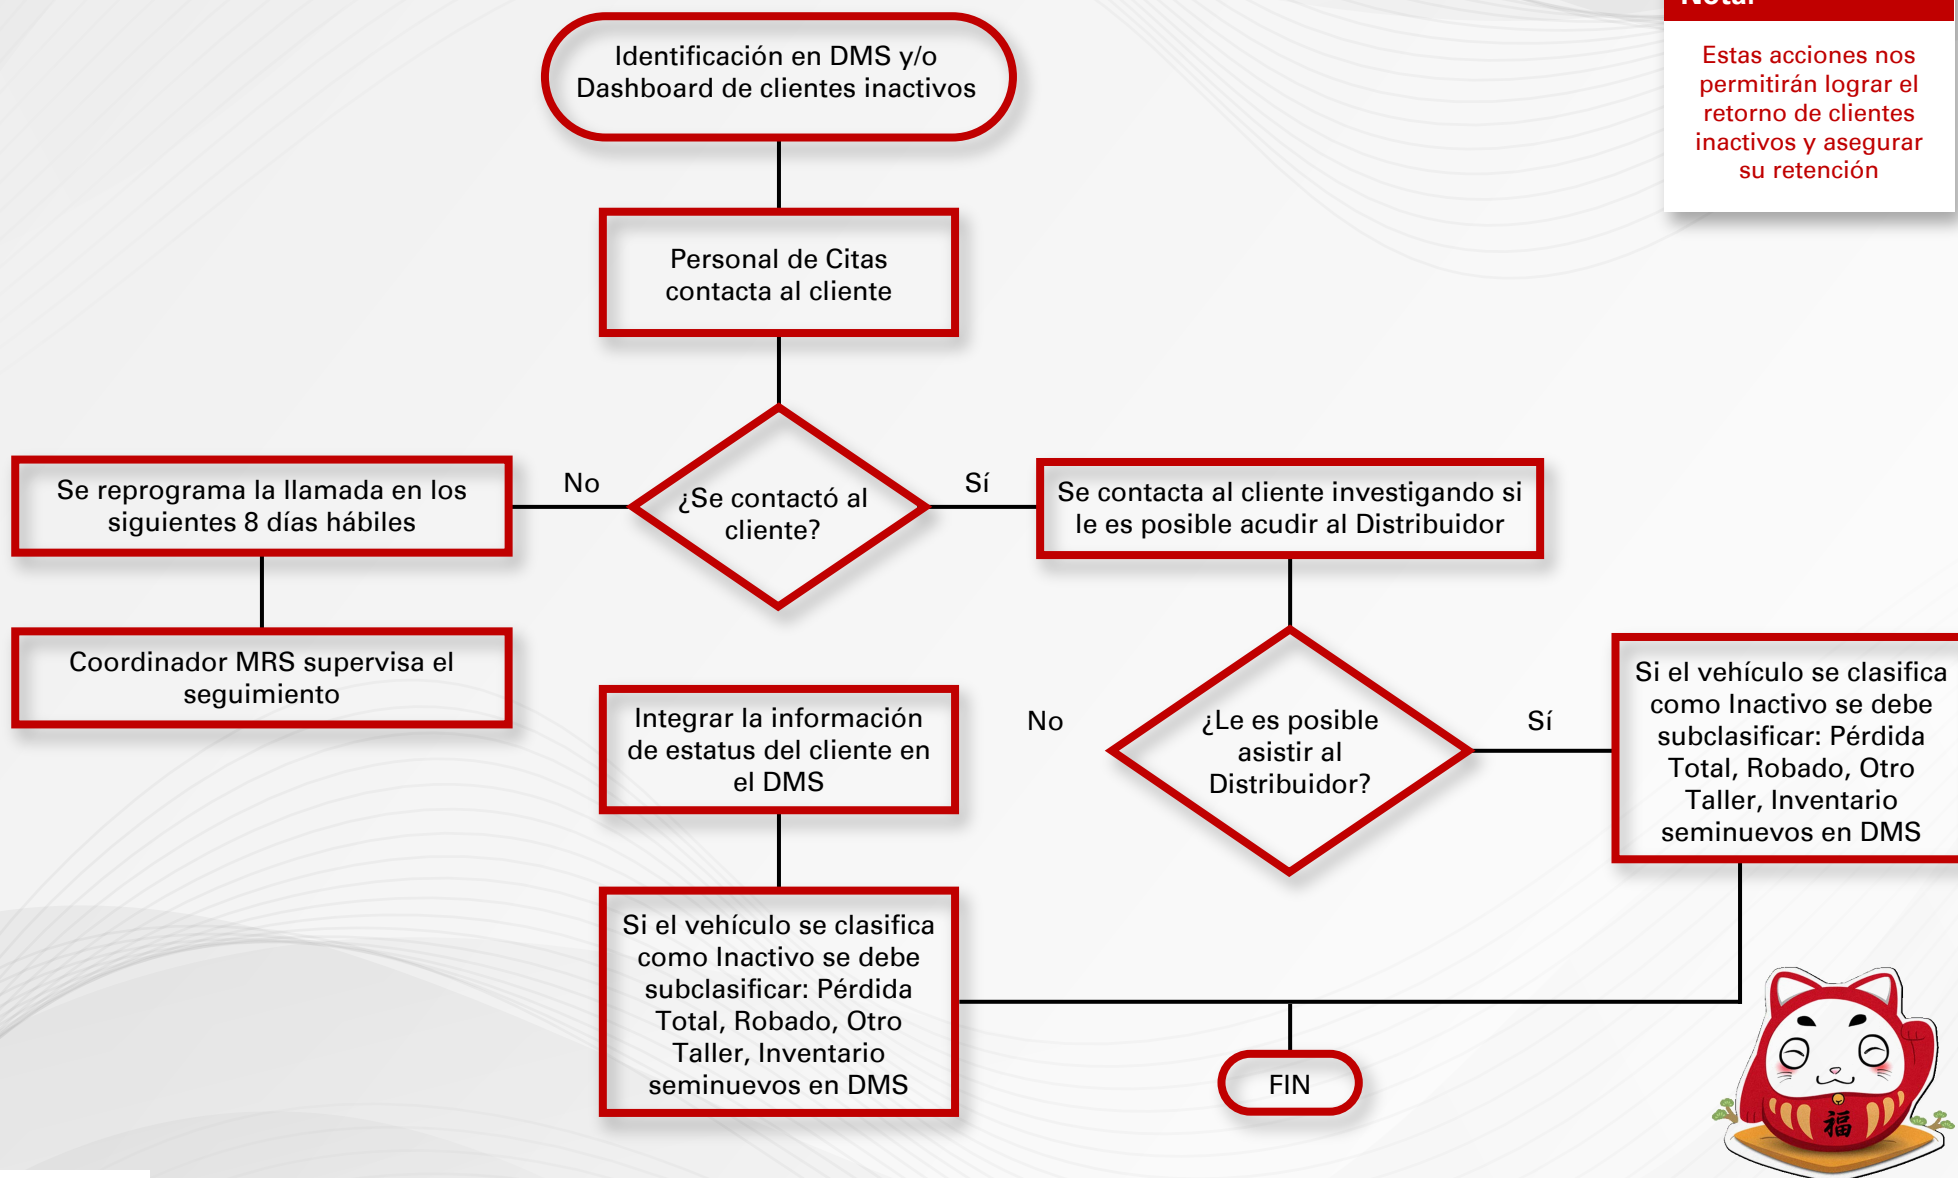 Identificación en DMS y/o
Dashboard de clientes inactivos
Nota:
Estas acciones nos
permitirán lograr el
retorno de clientes
inactivos y asegurar
su retención
Personal de Citas
contacta al cliente
¿Se contactó al
cliente?
No
Sí
Se reprograma la llamada en los
siguientes 8 días hábiles
Coordinador MRS supervisa el
seguimiento
Se contacta al cliente investigando si
le es posible acudir al Distribuidor
¿Le es posible
asistir al
Distribuidor?
No
Sí
Integrar la información
de estatus del cliente en
el DMS
Si el vehículo se clasifica
como Inactivo se debe
subclasificar: Pérdida
Total, Robado, Otro
Taller, Inventario
seminuevos en DMS
Si el vehículo se clasifica
como Inactivo se debe
subclasificar: Pérdida
Total, Robado, Otro
Taller, Inventario
seminuevos en DMS
FIN
福